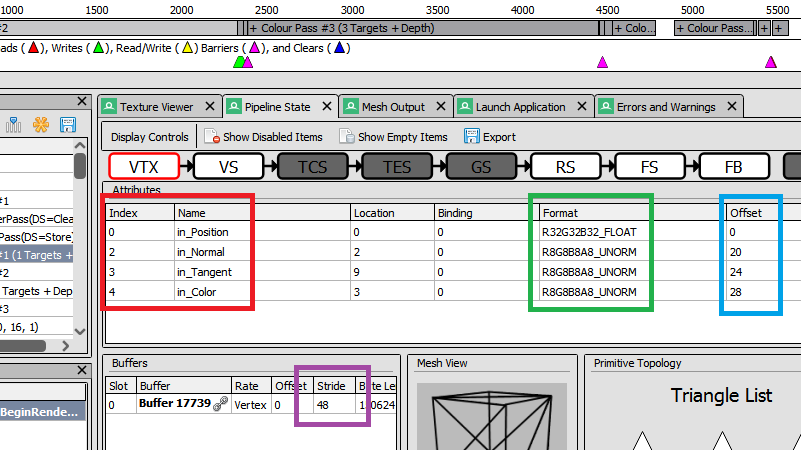 1000 1500 2000 2500 3000 3500 4000 4500 5000 5500
#2 + Colour Pass #3 (3 Targets + Depth) + Colo... + Colour Pass... + +
ads ( ), Writes ( ), Read/Write ( ) Barriers ( ), and Clears ( )
Texture Viewer Pipeline State Mesh Output Launch Application Errors and Warnings
Display Controls Show Disabled Items Show Empty Items Export
VTX VS TCS TES GS RS FS FB
Attributes
Index Name Location Binding Format Offset
0 in_Position 0 0 R32G32B32_FLOAT 0
2 in_Normal 2 0 R8G8B8A8_UNORM 20
3 in_Tangent 9 0 R8G8B8A8_UNORM 24
4 in_Color 3 0 R8G8B8A8_UNORM 28
#1
erPass(DS=Clea
Pass(DS=Store)
#1 (1 Targets +
#2
Targets + Depth
#3
0, 16, 1)
BeginRende...
Buffers
Slot Buffer Rate Offset Stride Byte Le
0 Buffer 17739 Vertex 0 48
Mesh View
Primitive Topology
Triangle List